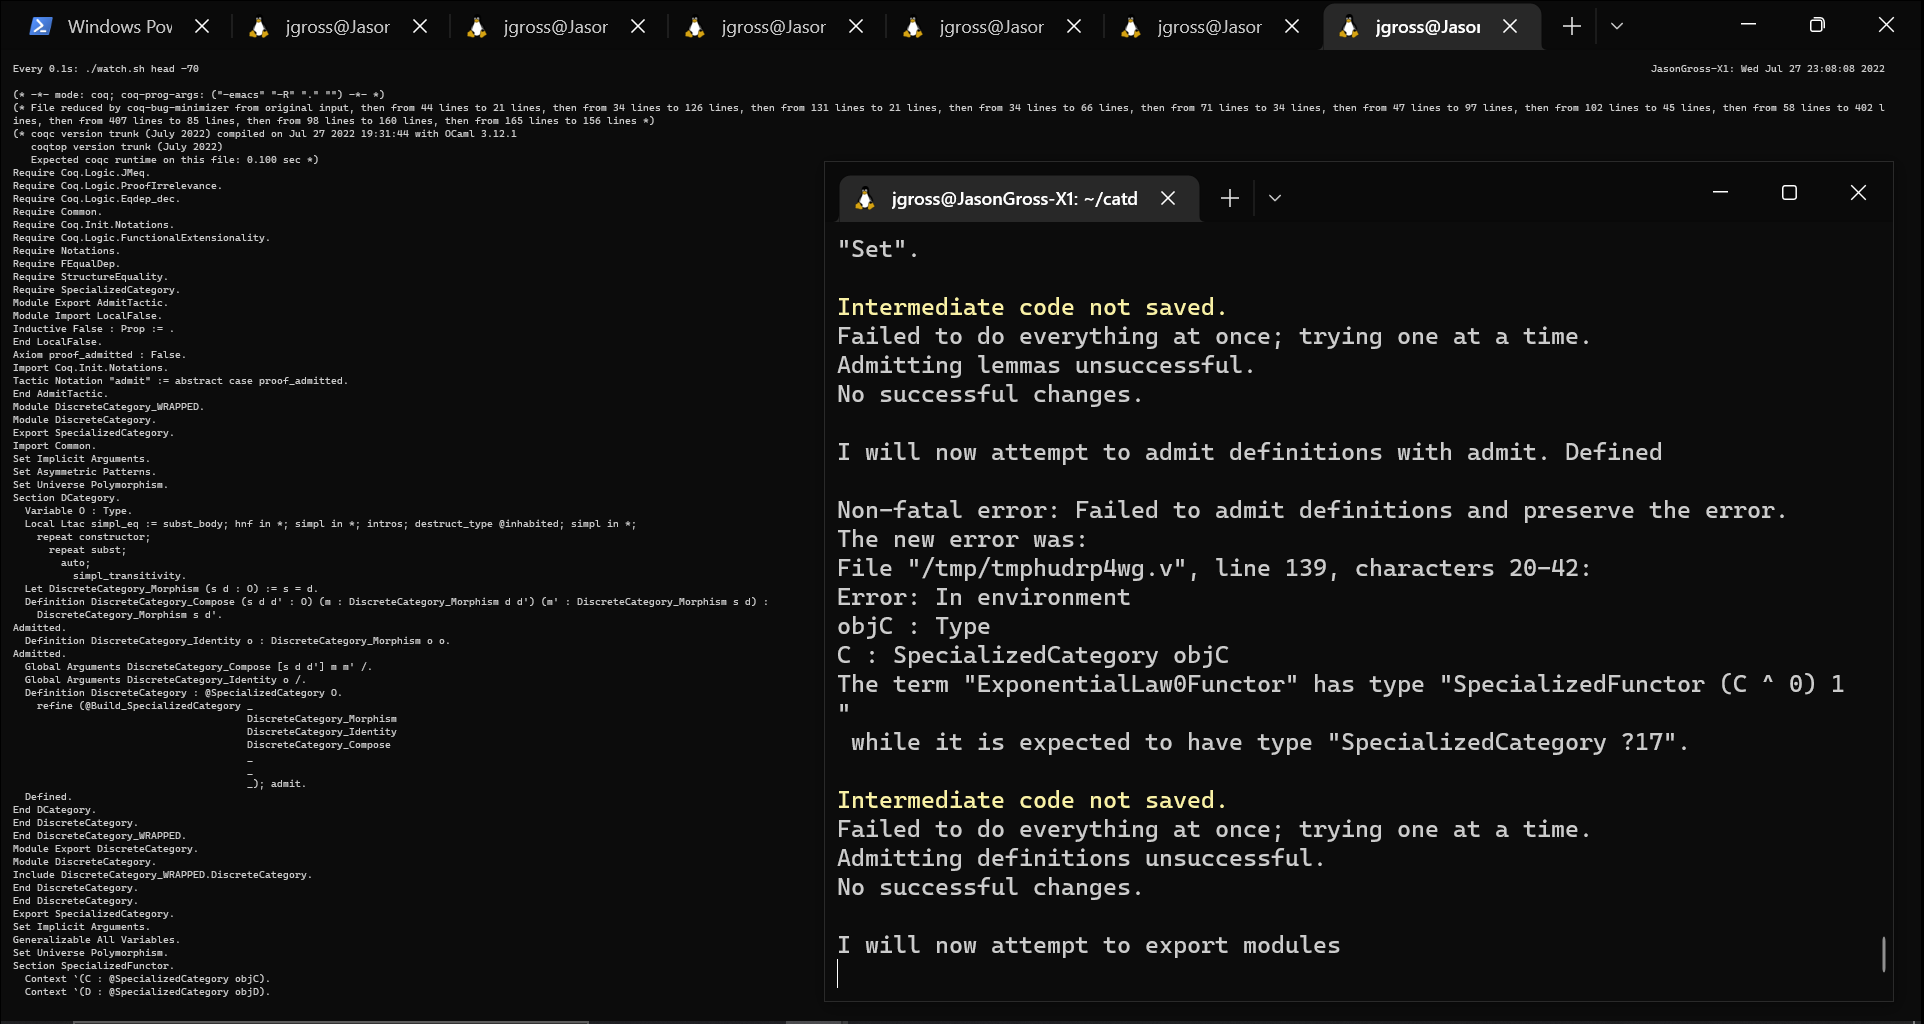 Windows Pow
jgross@Jasor
jgross@Jasor
jgross@Jasor
jgross@Jasor
jgross@Jasor
jgross@Jasor
Every 0.1s: ./watch.sh head -70
JasonGross-X1: Wed Jul 27 23:08:08 2022
(* -*- mode: coq; coq-prog-args: ("-emacs" "-R" "." "") -*- *)
(* File reduced by coq-bug-minimizer from original input, then from 44 lines to 21 lines, then from 34 lines to 126 lines, then from 131 lines to 21 lines, then from 34 lines to 66 lines, then from 71 lines to 34 lines, then from 47 lines to 97 lines, then from 102 lines to 45 lines, then from 58 lines to 402 l
ines, then from 407 lines to 85 lines, then from 98 lines to 160 lines, then from 165 lines to 156 lines *)
(* coqc version trunk (July 2022) compiled on Jul 27 2022 19:31:44 with OCaml 3.12.1
   coqtop version trunk (July 2022)
   Expected coqc runtime on this file: 0.100 sec *)
Require Coq.Logic.JMeq.
Require Coq.Logic.ProofIrrelevance.
Require Coq.Logic.Eqdep_dec.
Require Common.
Require Coq.Init.Notations.
Require Coq.Logic.FunctionalExtensionality.
Require Notations.
Require FEqualDep.
Require StructureEquality.
Require SpecializedCategory.
Module Export AdmitTactic.
Module Import LocalFalse.
Inductive False : Prop := .
End LocalFalse.
Axiom proof_admitted : False.
Import Coq.Init.Notations.
Tactic Notation "admit" := abstract case proof_admitted.
End AdmitTactic.
Module DiscreteCategory_WRAPPED.
Module DiscreteCategory.
Export SpecializedCategory.
Import Common.
Set Implicit Arguments.
Set Asymmetric Patterns.
Set Universe Polymorphism.
Section DCategory.
  Variable O : Type.
  Local Ltac simpl_eq := subst_body; hnf in *; simpl in *; intros; destruct_type @inhabited; simpl in *;
    repeat constructor;
      repeat subst;
        auto;
          simpl_transitivity.
  Let DiscreteCategory_Morphism (s d : O) := s = d.
  Definition DiscreteCategory_Compose (s d d' : O) (m : DiscreteCategory_Morphism d d') (m' : DiscreteCategory_Morphism s d) :
    DiscreteCategory_Morphism s d'.
Admitted.
  Definition DiscreteCategory_Identity o : DiscreteCategory_Morphism o o.
Admitted.
  Global Arguments DiscreteCategory_Compose [s d d'] m m' /.
  Global Arguments DiscreteCategory_Identity o /.
  Definition DiscreteCategory : @SpecializedCategory O.
    refine (@Build_SpecializedCategory _
                                       DiscreteCategory_Morphism
                                       DiscreteCategory_Identity
                                       DiscreteCategory_Compose
                                       _
                                       _
                                       _); admit.
  Defined.
End DCategory.
End DiscreteCategory.
End DiscreteCategory_WRAPPED.
Module Export DiscreteCategory.
Module DiscreteCategory.
Include DiscreteCategory_WRAPPED.DiscreteCategory.
End DiscreteCategory.
End DiscreteCategory.
Export SpecializedCategory.
Set Implicit Arguments.
Generalizable All Variables.
Set Universe Polymorphism.
Section SpecializedFunctor.
  Context `(C : @SpecializedCategory objC).
  Context `(D : @SpecializedCategory objD).
jgross@JasonGross-X1: ~/catd
"Set".
Intermediate code not saved.
Failed to do everything at once; trying one at a time.
Admitting lemmas unsuccessful.
No successful changes.
I will now attempt to admit definitions with admit. Defined
Non-fatal error: Failed to admit definitions and preserve the error.
The new error was:
File "/tmp/tmphudrp4wg.v", line 139, characters 20-42:
Error: In environment
objC : Type
C : SpecializedCategory objC
The term "ExponentialLaw0Functor" has type "SpecializedFunctor (C ^ 0) 1
"
 while it is expected to have type "SpecializedCategory ?17".
Intermediate code not saved.
Failed to do everything at once; trying one at a time.
Admitting definitions unsuccessful.
No successful changes.
I will now attempt to export modules